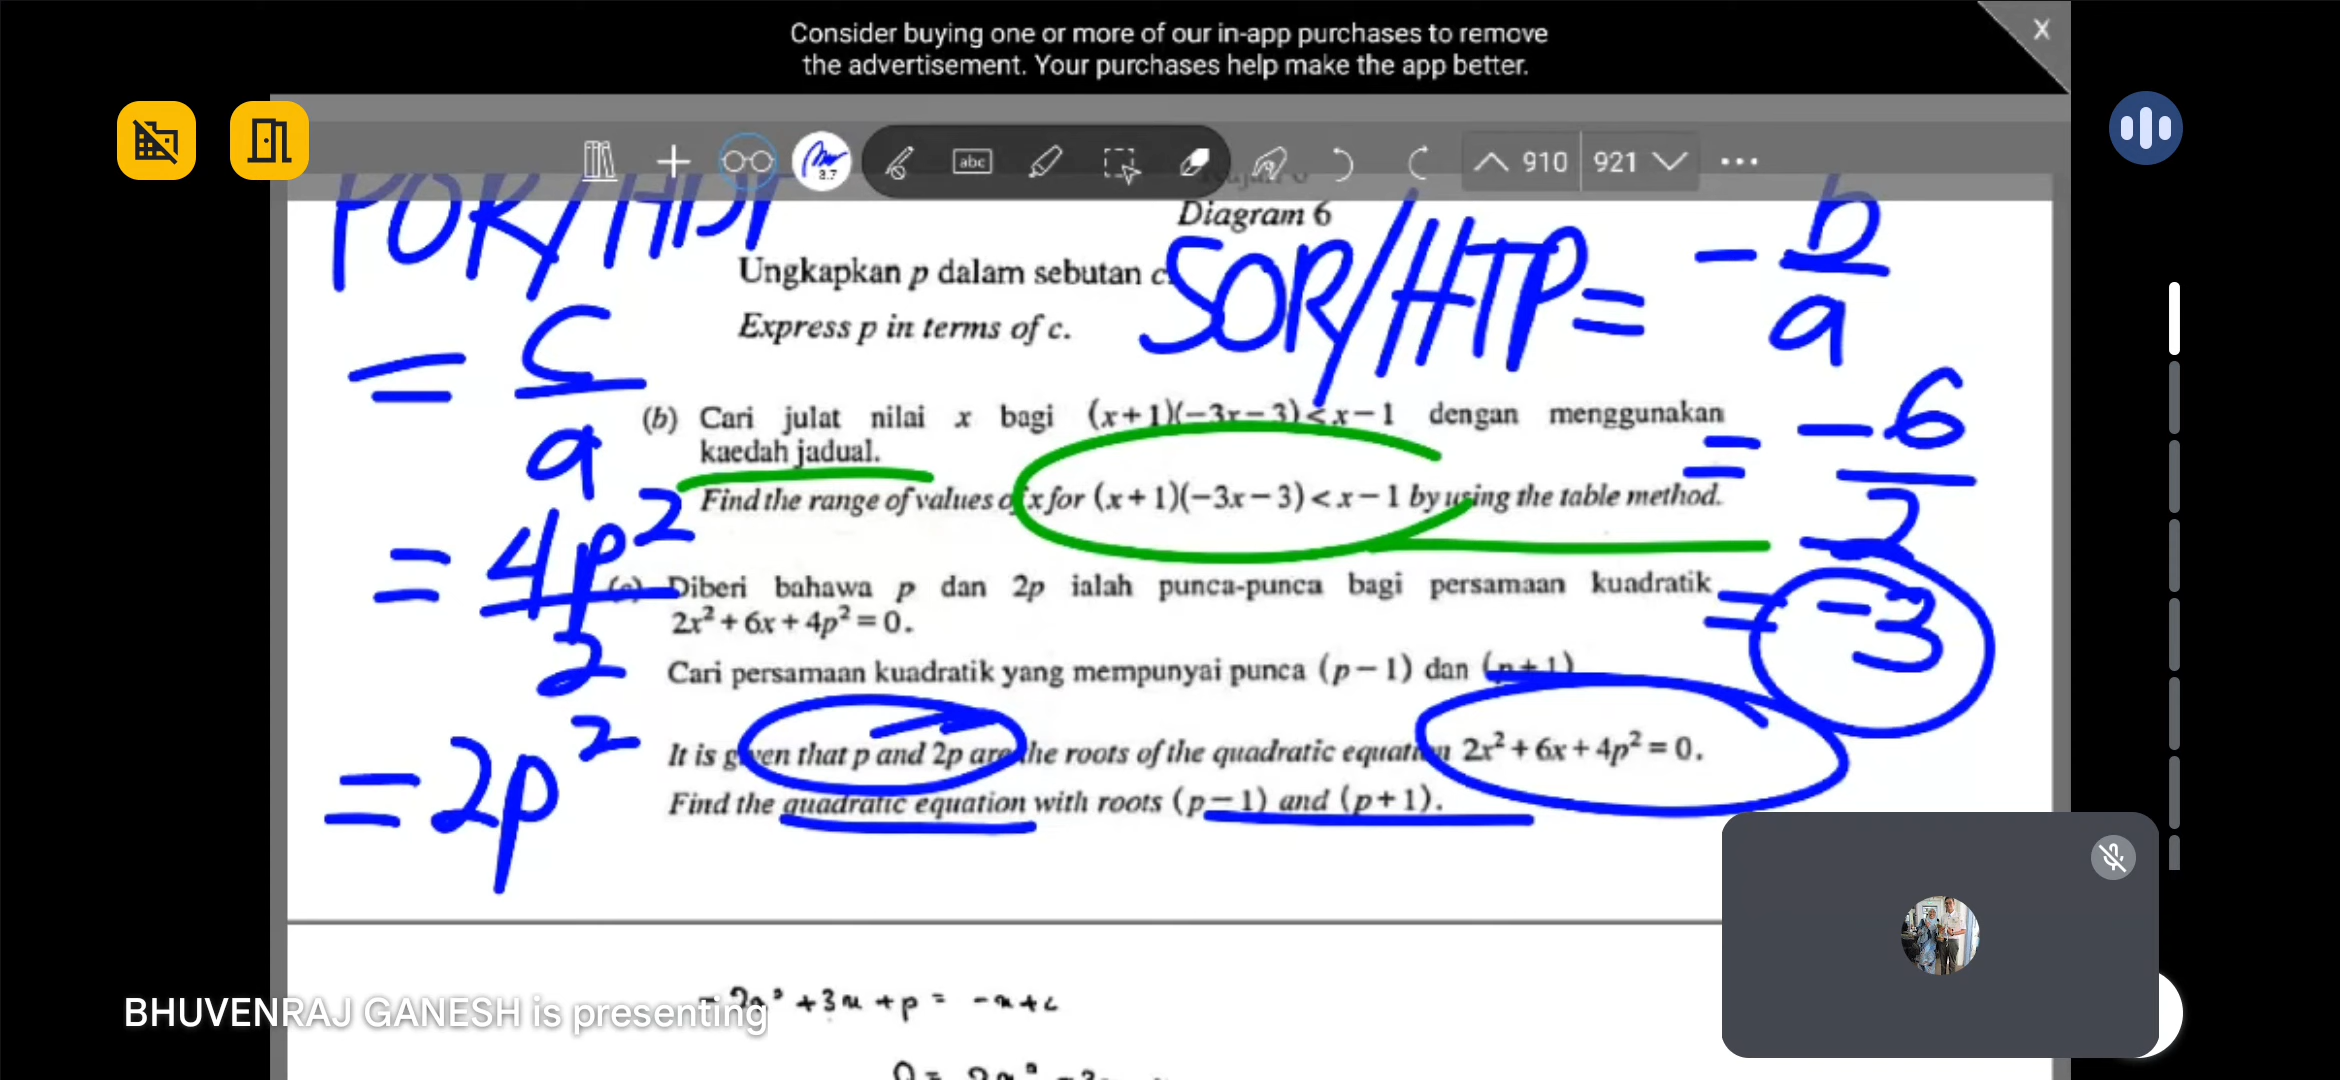 Consider buying one or more of our in-app purchases to remove
the advertisement. Your purchases help make the app better.
X
abc
3.7
910 921
Diagram 6
POR/HDP
SOR/HTP = - b/a
Ungkapkan p dalam sebutan c.
Express p in terms of c.
= c/a
(b) Cari julat nilai x bagi (x+1)(−3x−3) < x−1 dengan menggunakan
kaedah jadual.
= -6/2
Find the range of values of x for (x+1)(−3x−3) < x−1 by using the table method.
= 4p²/2
(c) Diberi bahawa p dan 2p ialah punca-punca bagi persamaan kuadratik
2x² + 6x + 4p² = 0.
= -3
Cari persamaan kuadratik yang mempunyai punca (p−1) dan (p+1)
= 2p²
It is given that p and 2p are the roots of the quadratic equation 2x² + 6x + 4p² = 0.
Find the quadratic equation with roots (p−1) and (p+1).
+3x + p = -x+c
BHUVENRAJ GANESH is presenting